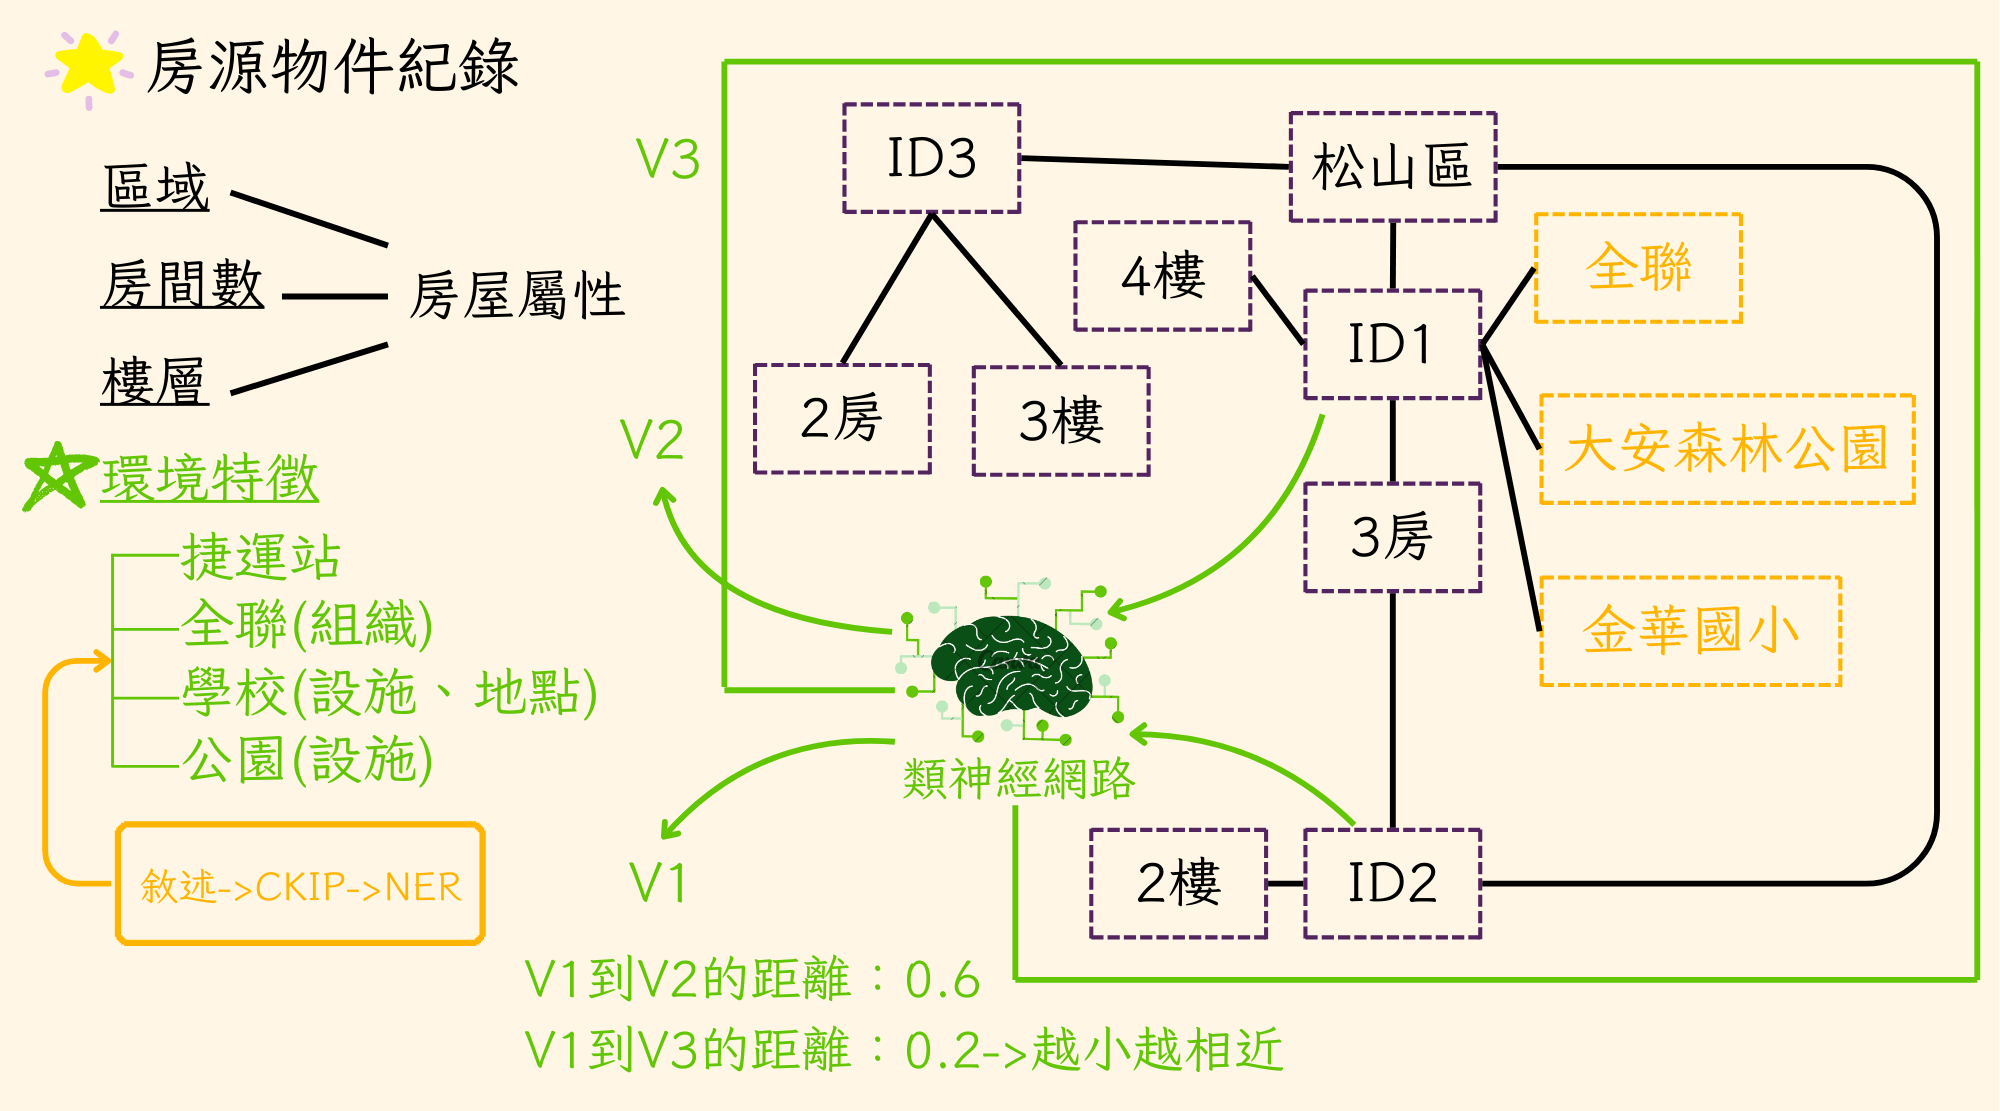 房源物件紀錄
區域
房間數
樓層
房屋屬性
環境特徵
捷運站
全聯(組織)
學校(設施、地點)
公園(設施)
敘述->CKIP->NER
V3
V2
V1
ID3
松山區
4樓
全聯
ID1
2房
3樓
大安森林公園
3房
金華國小
類神經網路
2樓
ID2
V1到V2的距離：0.6
V1到V3的距離：0.2->越小越相近